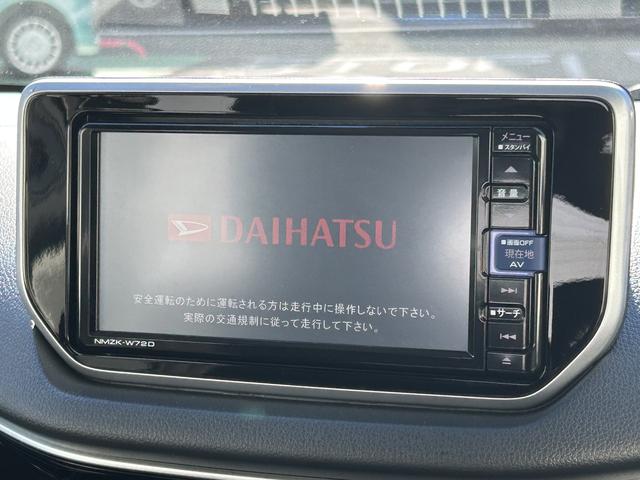 メニュー
■スタンバイ
音量
■画面OFF
現在地
AV
■サーチ
DAIHATSU
安全運転のために運転される方は走行中に操作しないで下さい。
実際の交通規制に従って走行して下さい。
NMZK-W72D